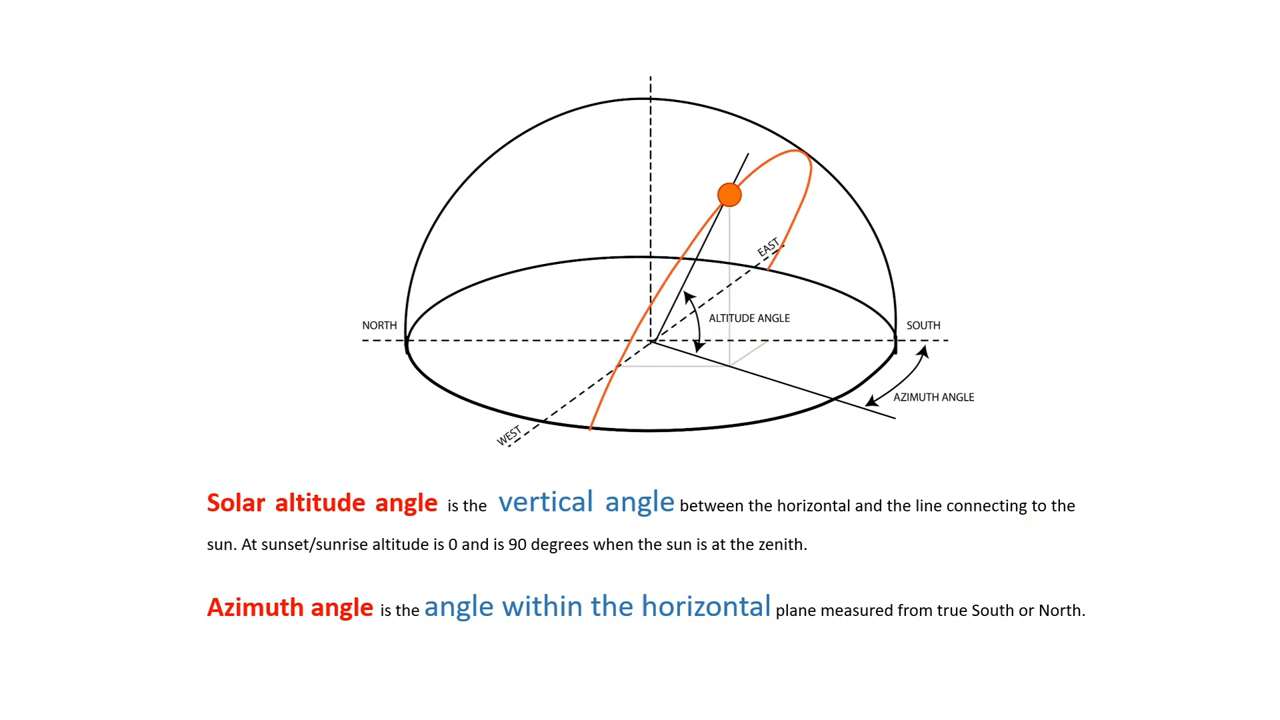 EAST
ALTITUDE ANGLE
NORTH
SOUTH
AZIMUTH ANGLE
WEST
Solar altitude angle is the vertical angle between the horizontal and the line connecting to the
sun. At sunset/sunrise altitude is 0 and is 90 degrees when the sun is at the zenith.
Azimuth angle is the angle within the horizontal plane measured from true South or North.